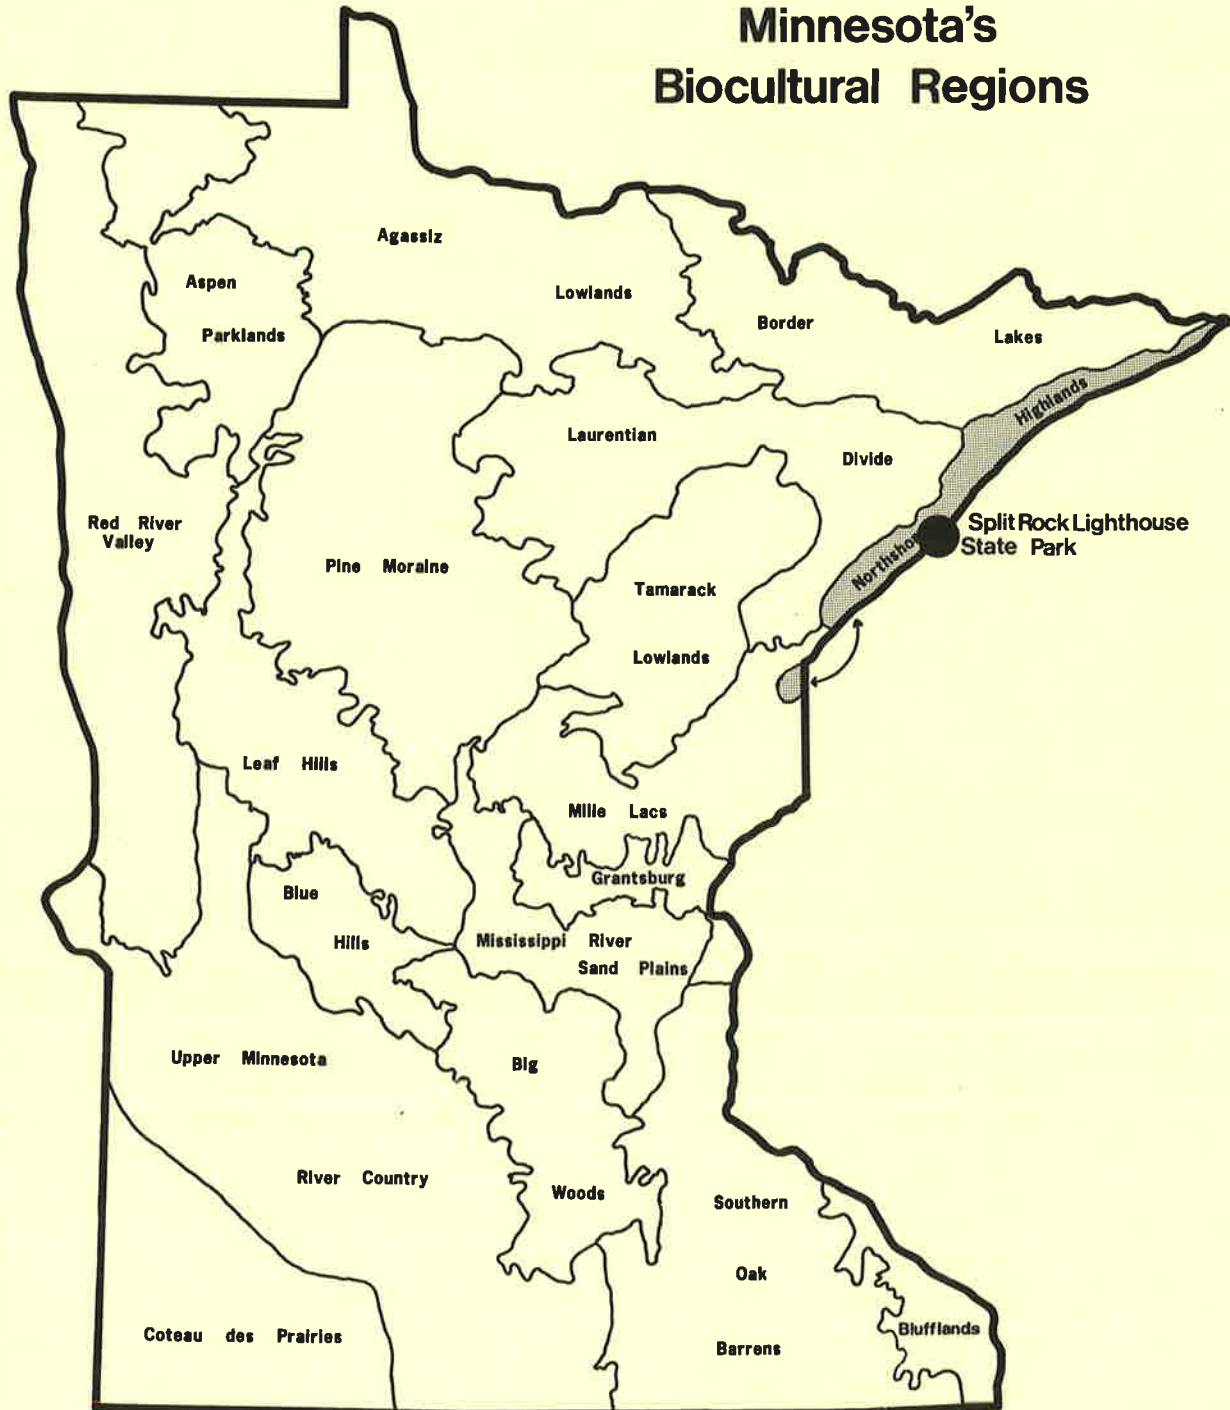 Minnesota's
Biocultural Regions
Agassiz
Lowlands
Aspen
Parklands
Border
Lakes
Highlands
Laurentian
Divide
Red River
Valley
Split Rock Lighthouse
State Park
Northshor
Pine Moraine
Tamarack
Lowlands
Leaf Hills
Mille Lacs
Grantsburg
Blue
Hills
Mississippi River
Sand Plains
Upper Minnesota
Big
River Country
Woods
Southern
Oak
Barrens
Blufflands
Coteau des Prairies